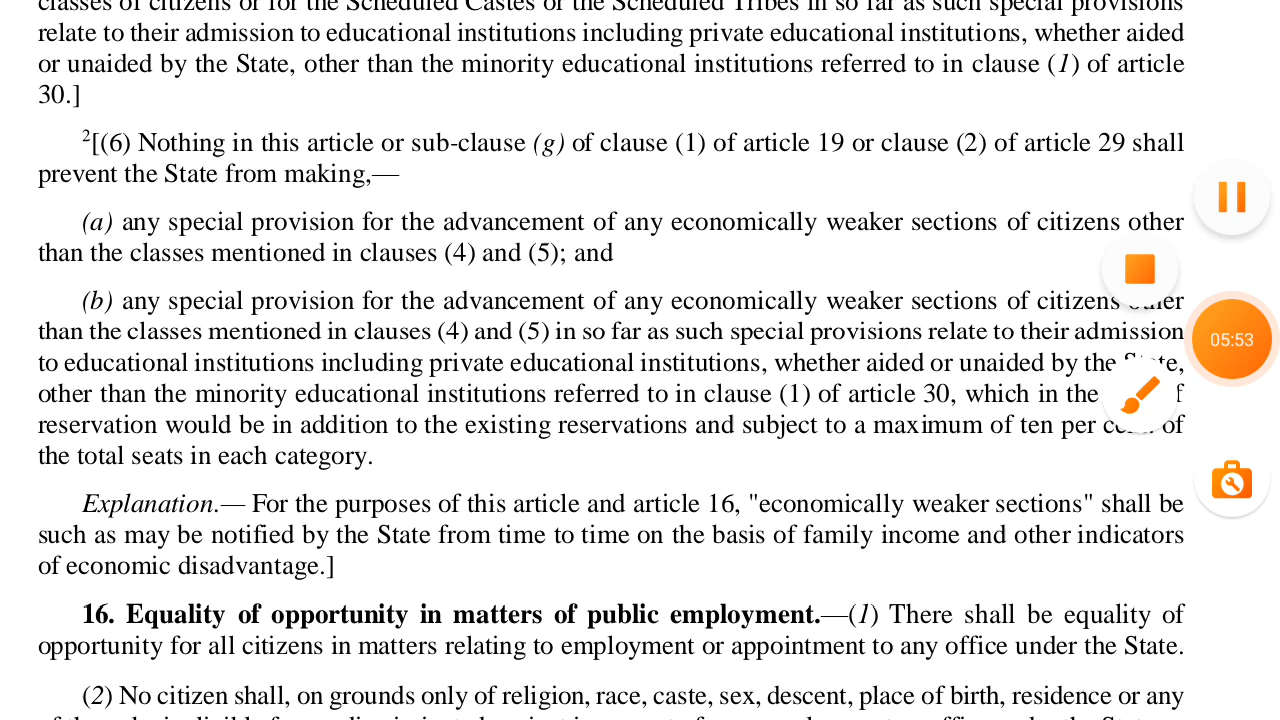 classes of citizens or for the Scheduled Castes or the Scheduled Tribes in so far as such special provisions
relate to their admission to educational institutions including private educational institutions, whether aided
or unaided by the State, other than the minority educational institutions referred to in clause (1) of article
30.]
2[(6) Nothing in this article or sub-clause (g) of clause (1) of article 19 or clause (2) of article 29 shall
prevent the State from making,—
(a) any special provision for the advancement of any economically weaker sections of citizens other
than the classes mentioned in clauses (4) and (5); and
(b) any special provision for the advancement of any economically weaker sections of citizens
than the classes mentioned in clauses (4) and (5) in so far as such special provisions relate to their admission
to educational institutions including private educational institutions, whether aided or unaided by the
other than the minority educational institutions referred to in clause (1) of article 30, which in the
reservation would be in addition to the existing reservations and subject to a maximum of ten per of
the total seats in each category.
Explanation.— For the purposes of this article and article 16, "economically weaker sections" shall be
such as may be notified by the State from time to time on the basis of family income and other indicators
of economic disadvantage.]
16. Equality of opportunity in matters of public employment.—(1) There shall be equality of
opportunity for all citizens in matters relating to employment or appointment to any office under the State.
(2) No citizen shall, on grounds only of religion, race, caste, sex, descent, place of birth, residence or any
05:53